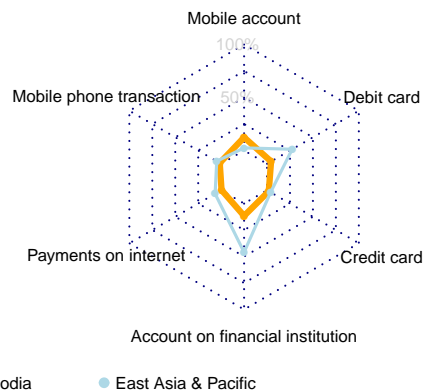 Mobile account
100%
50%
Mobile phone transaction
Debit card
Payments on internet
Credit card
Account on financial institution
odia
East Asia & Pacific